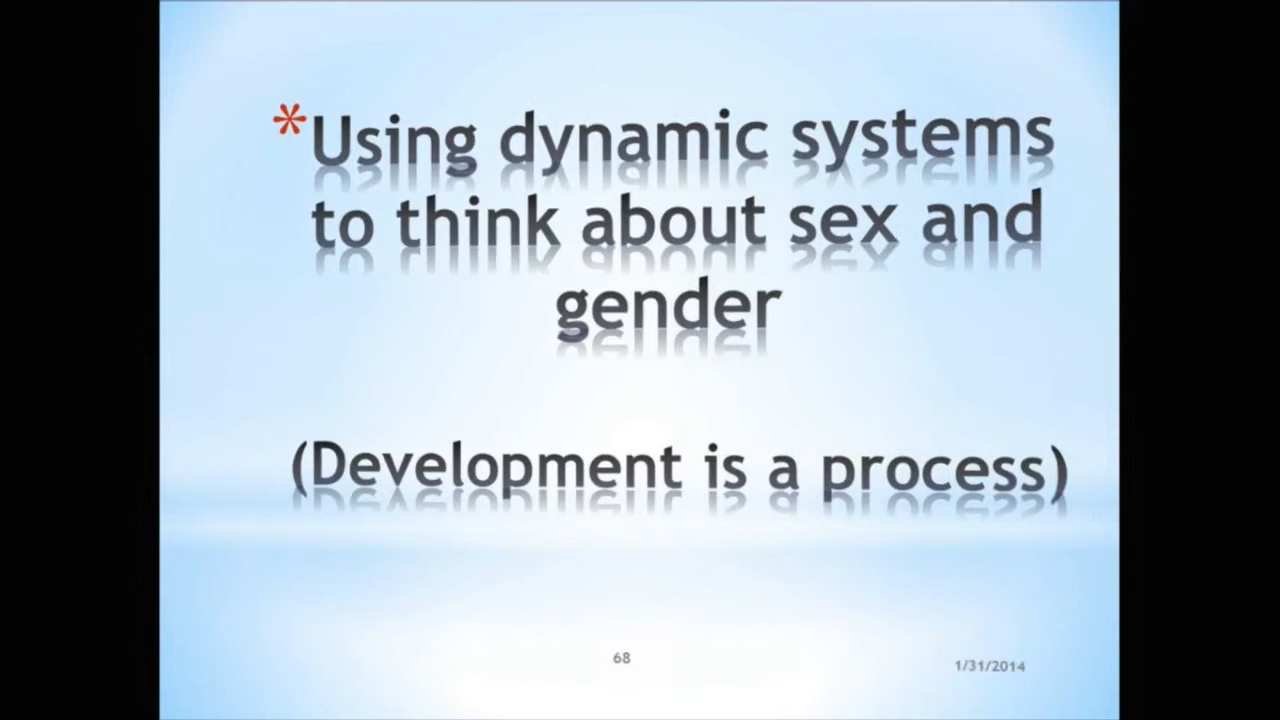 *Using dynamic systems
to think about sex and
gender
(Development is a process)
68
1/31/2014